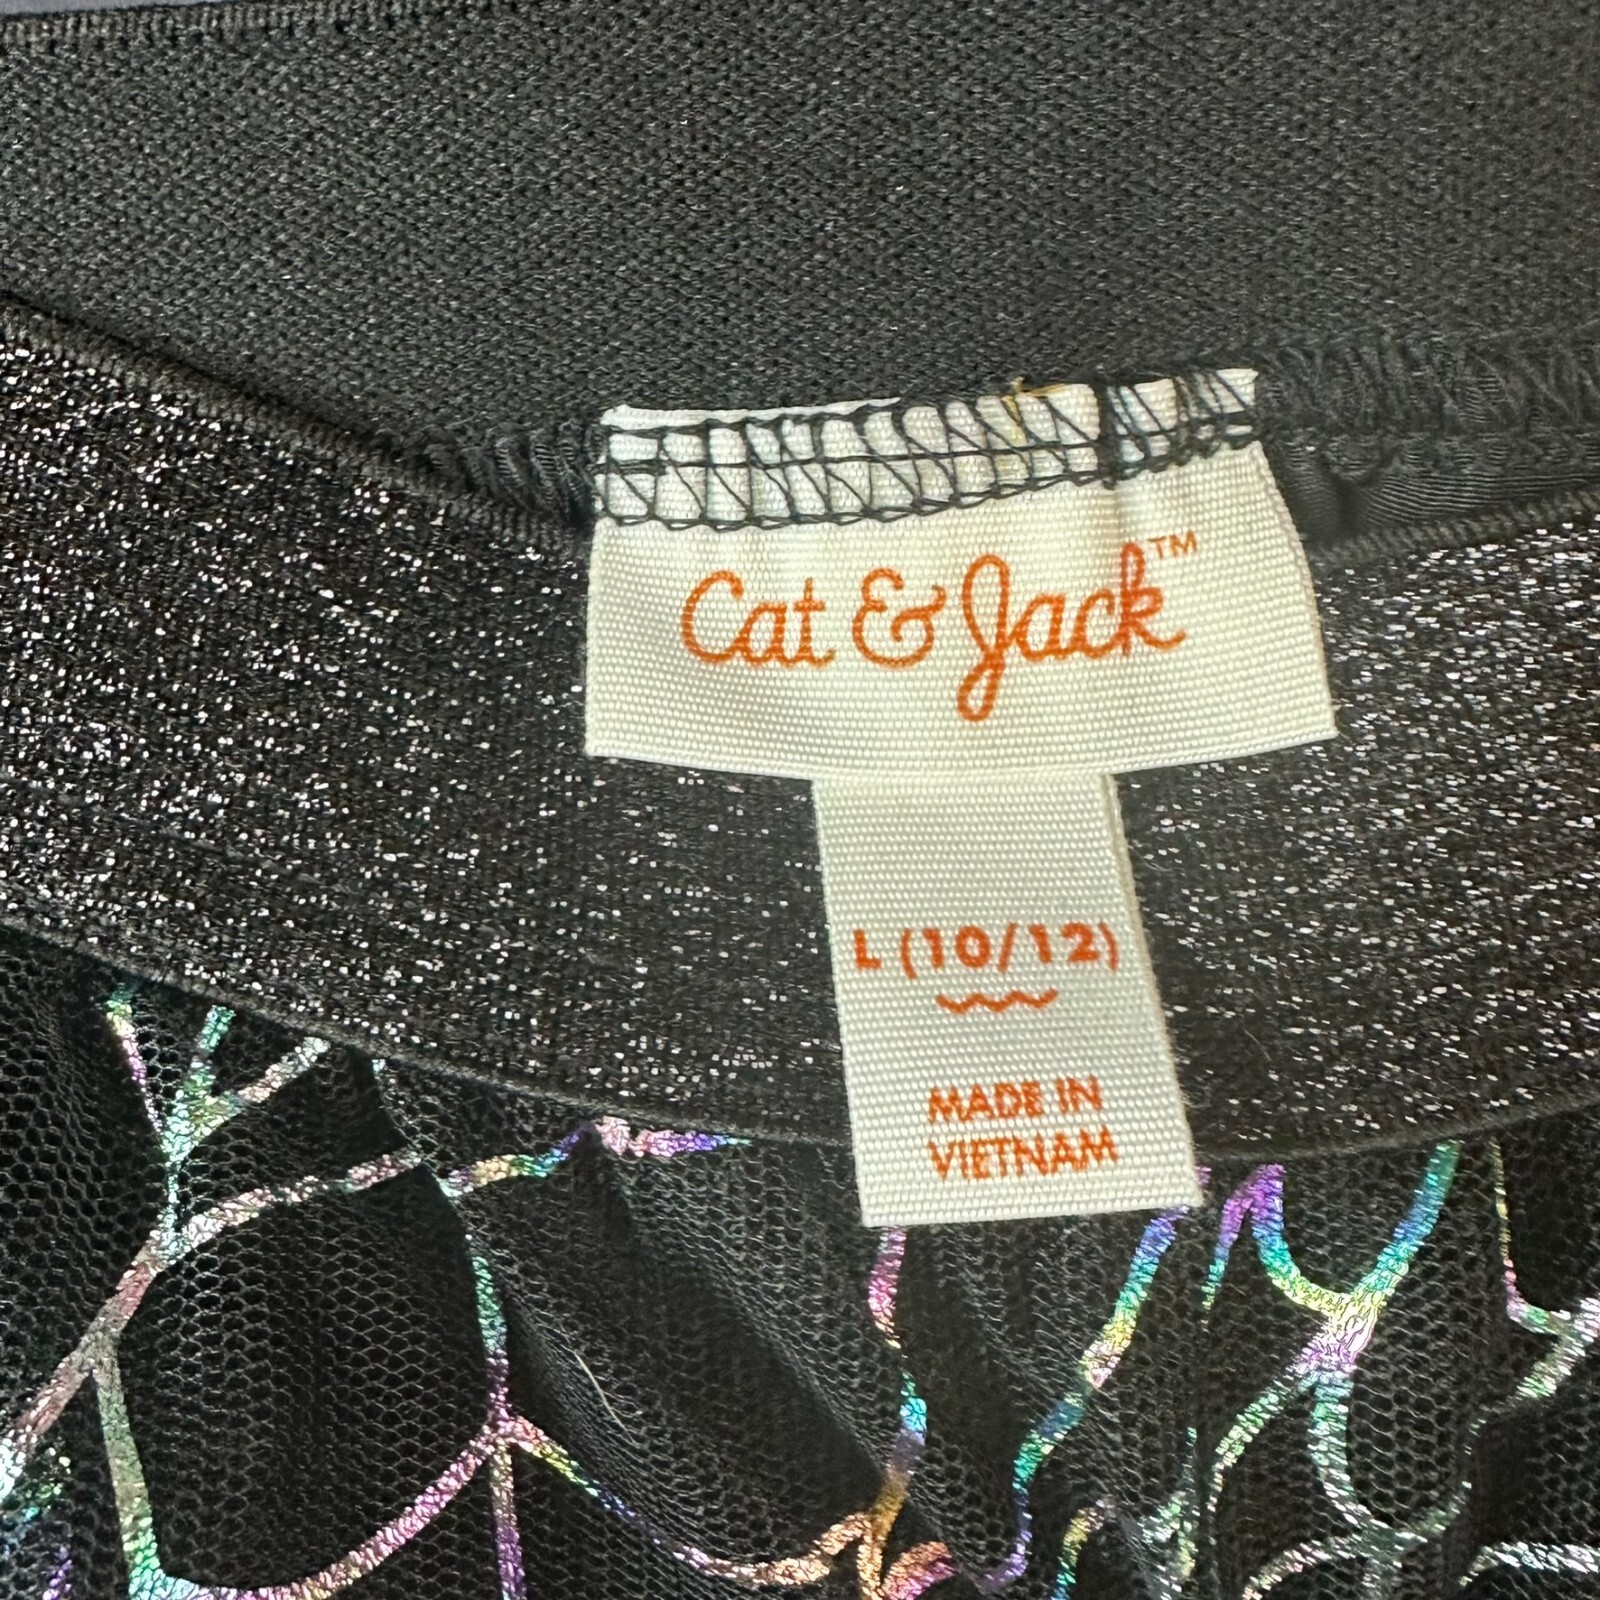 Cat & Jack™
L (10/12)
MADE IN
VIETNAM